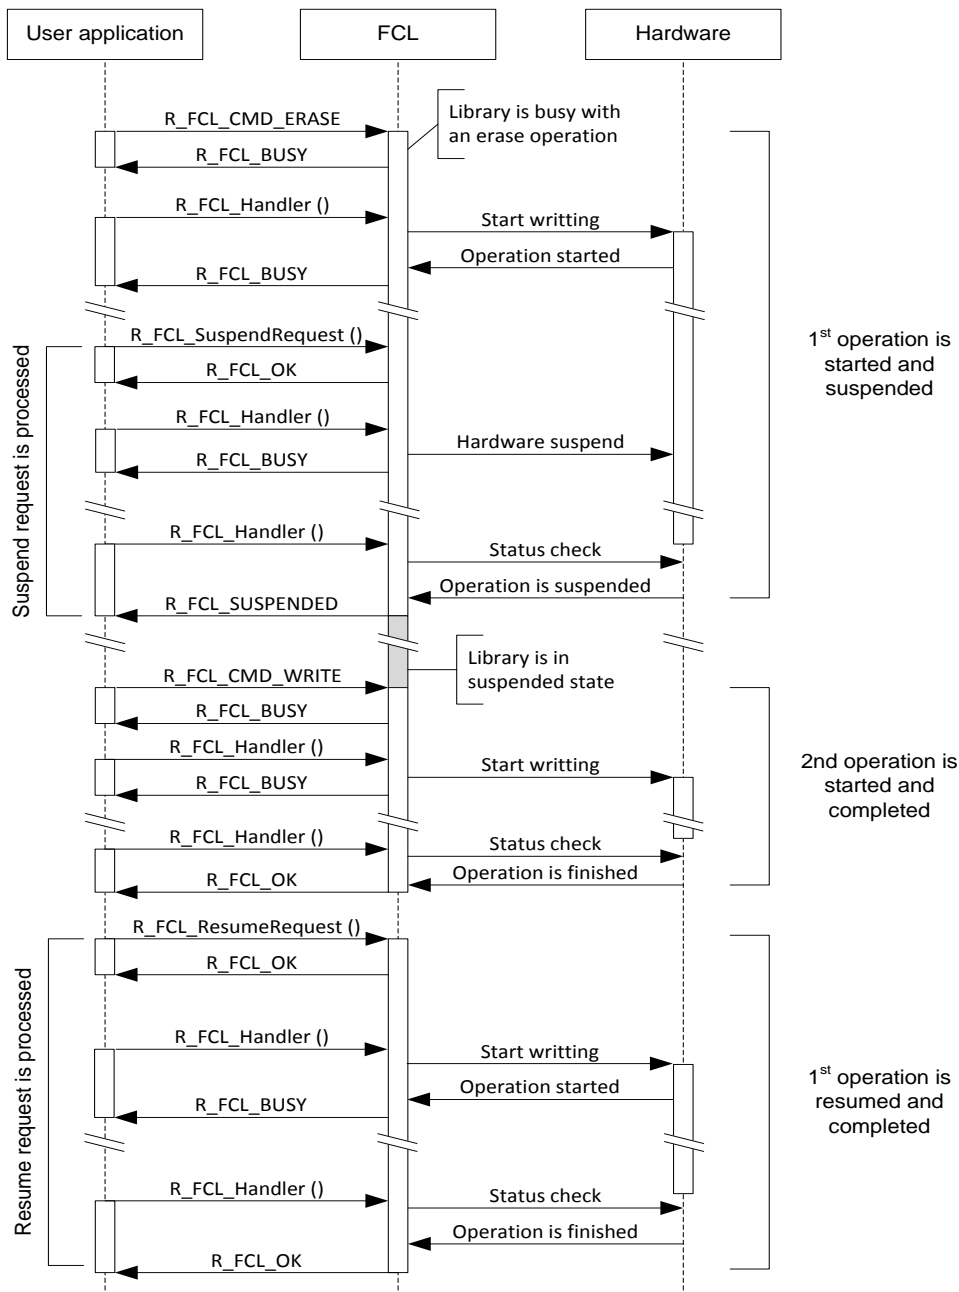 User application
FCL
Hardware
R_FCL_CMD_ERASE
Library is busy with
an erase operation
R_FCL_BUSY
R_FCL_Handler ()
Start writting
Operation started
R_FCL_BUSY
R_FCL_SuspendRequest ()
R_FCL_OK
R_FCL_Handler ()
Hardware suspend
R_FCL_BUSY
R_FCL_Handler ()
Status check
Operation is suspended
R_FCL_SUSPENDED
Suspend request is processed
1st operation is
started and
suspended
Library is in
suspended state
R_FCL_CMD_WRITE
R_FCL_BUSY
R_FCL_Handler ()
Start writting
R_FCL_BUSY
R_FCL_Handler ()
Status check
Operation is finished
R_FCL_OK
2nd operation is
started and
completed
R_FCL_ResumeRequest ()
R_FCL_OK
R_FCL_Handler ()
Start writting
Operation started
R_FCL_BUSY
R_FCL_Handler ()
Status check
Operation is finished
R_FCL_OK
Resume request is processed
1st operation is
resumed and
completed